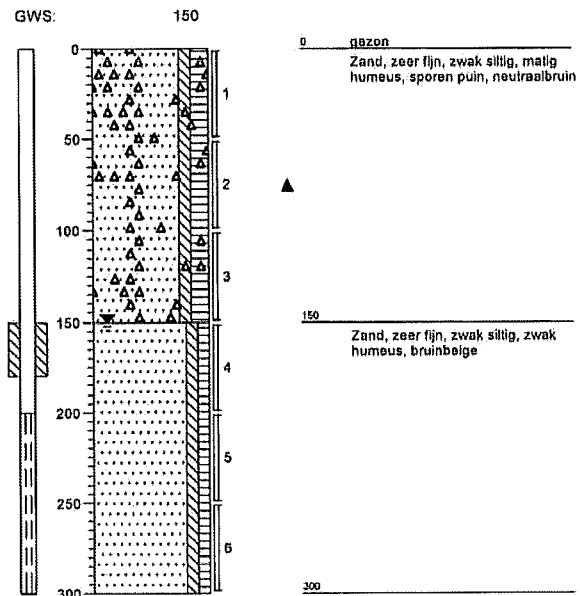 GWS: 150
0
50
100
150
200
250
300
1
2
3
4
5
6
0 gazon
Zand, zeer fijn, zwak siltig, matig
humeus, sporen puin, neutraalbruin
150
Zand, zeer fijn, zwak siltig, zwak
humeus, bruinbeige
300